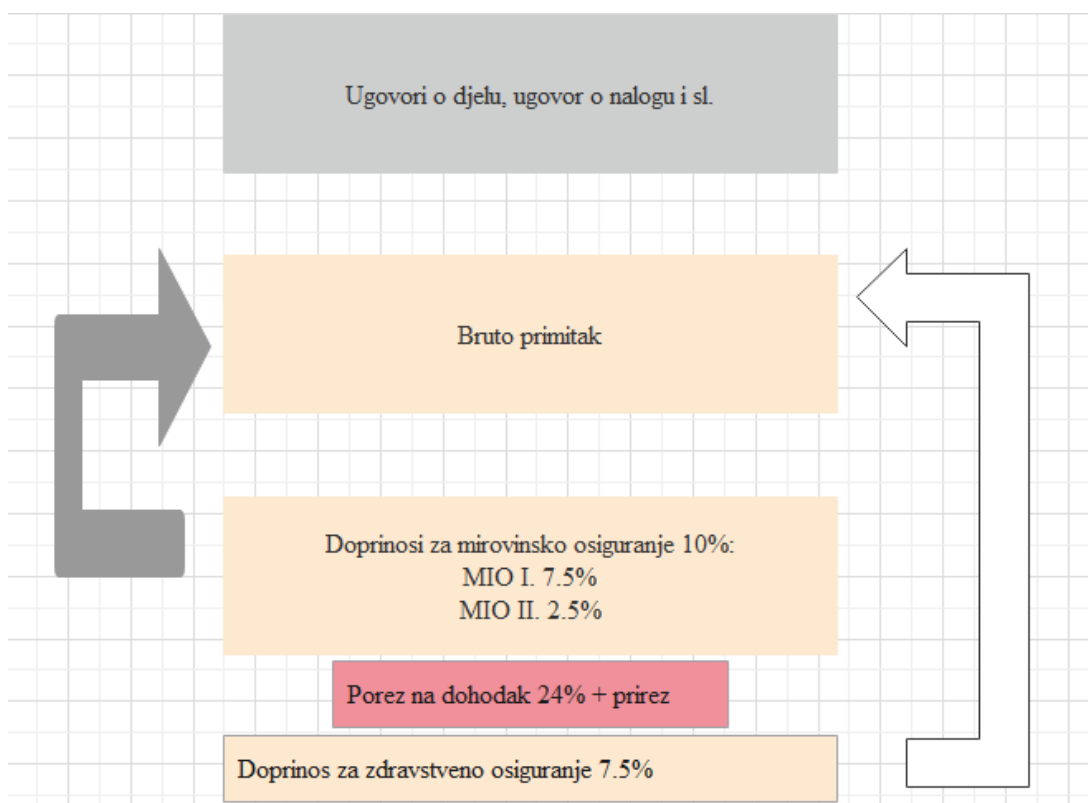 Ugovori o djelu, ugovor o nalogu i sl.
Bruto primitak
Doprinosi za mirovinsko osiguranje 10%:
MIO I. 7.5%
MIO II. 2.5%
Porez na dohodak 24% + prirez
Doprinos za zdravstveno osiguranje 7.5%